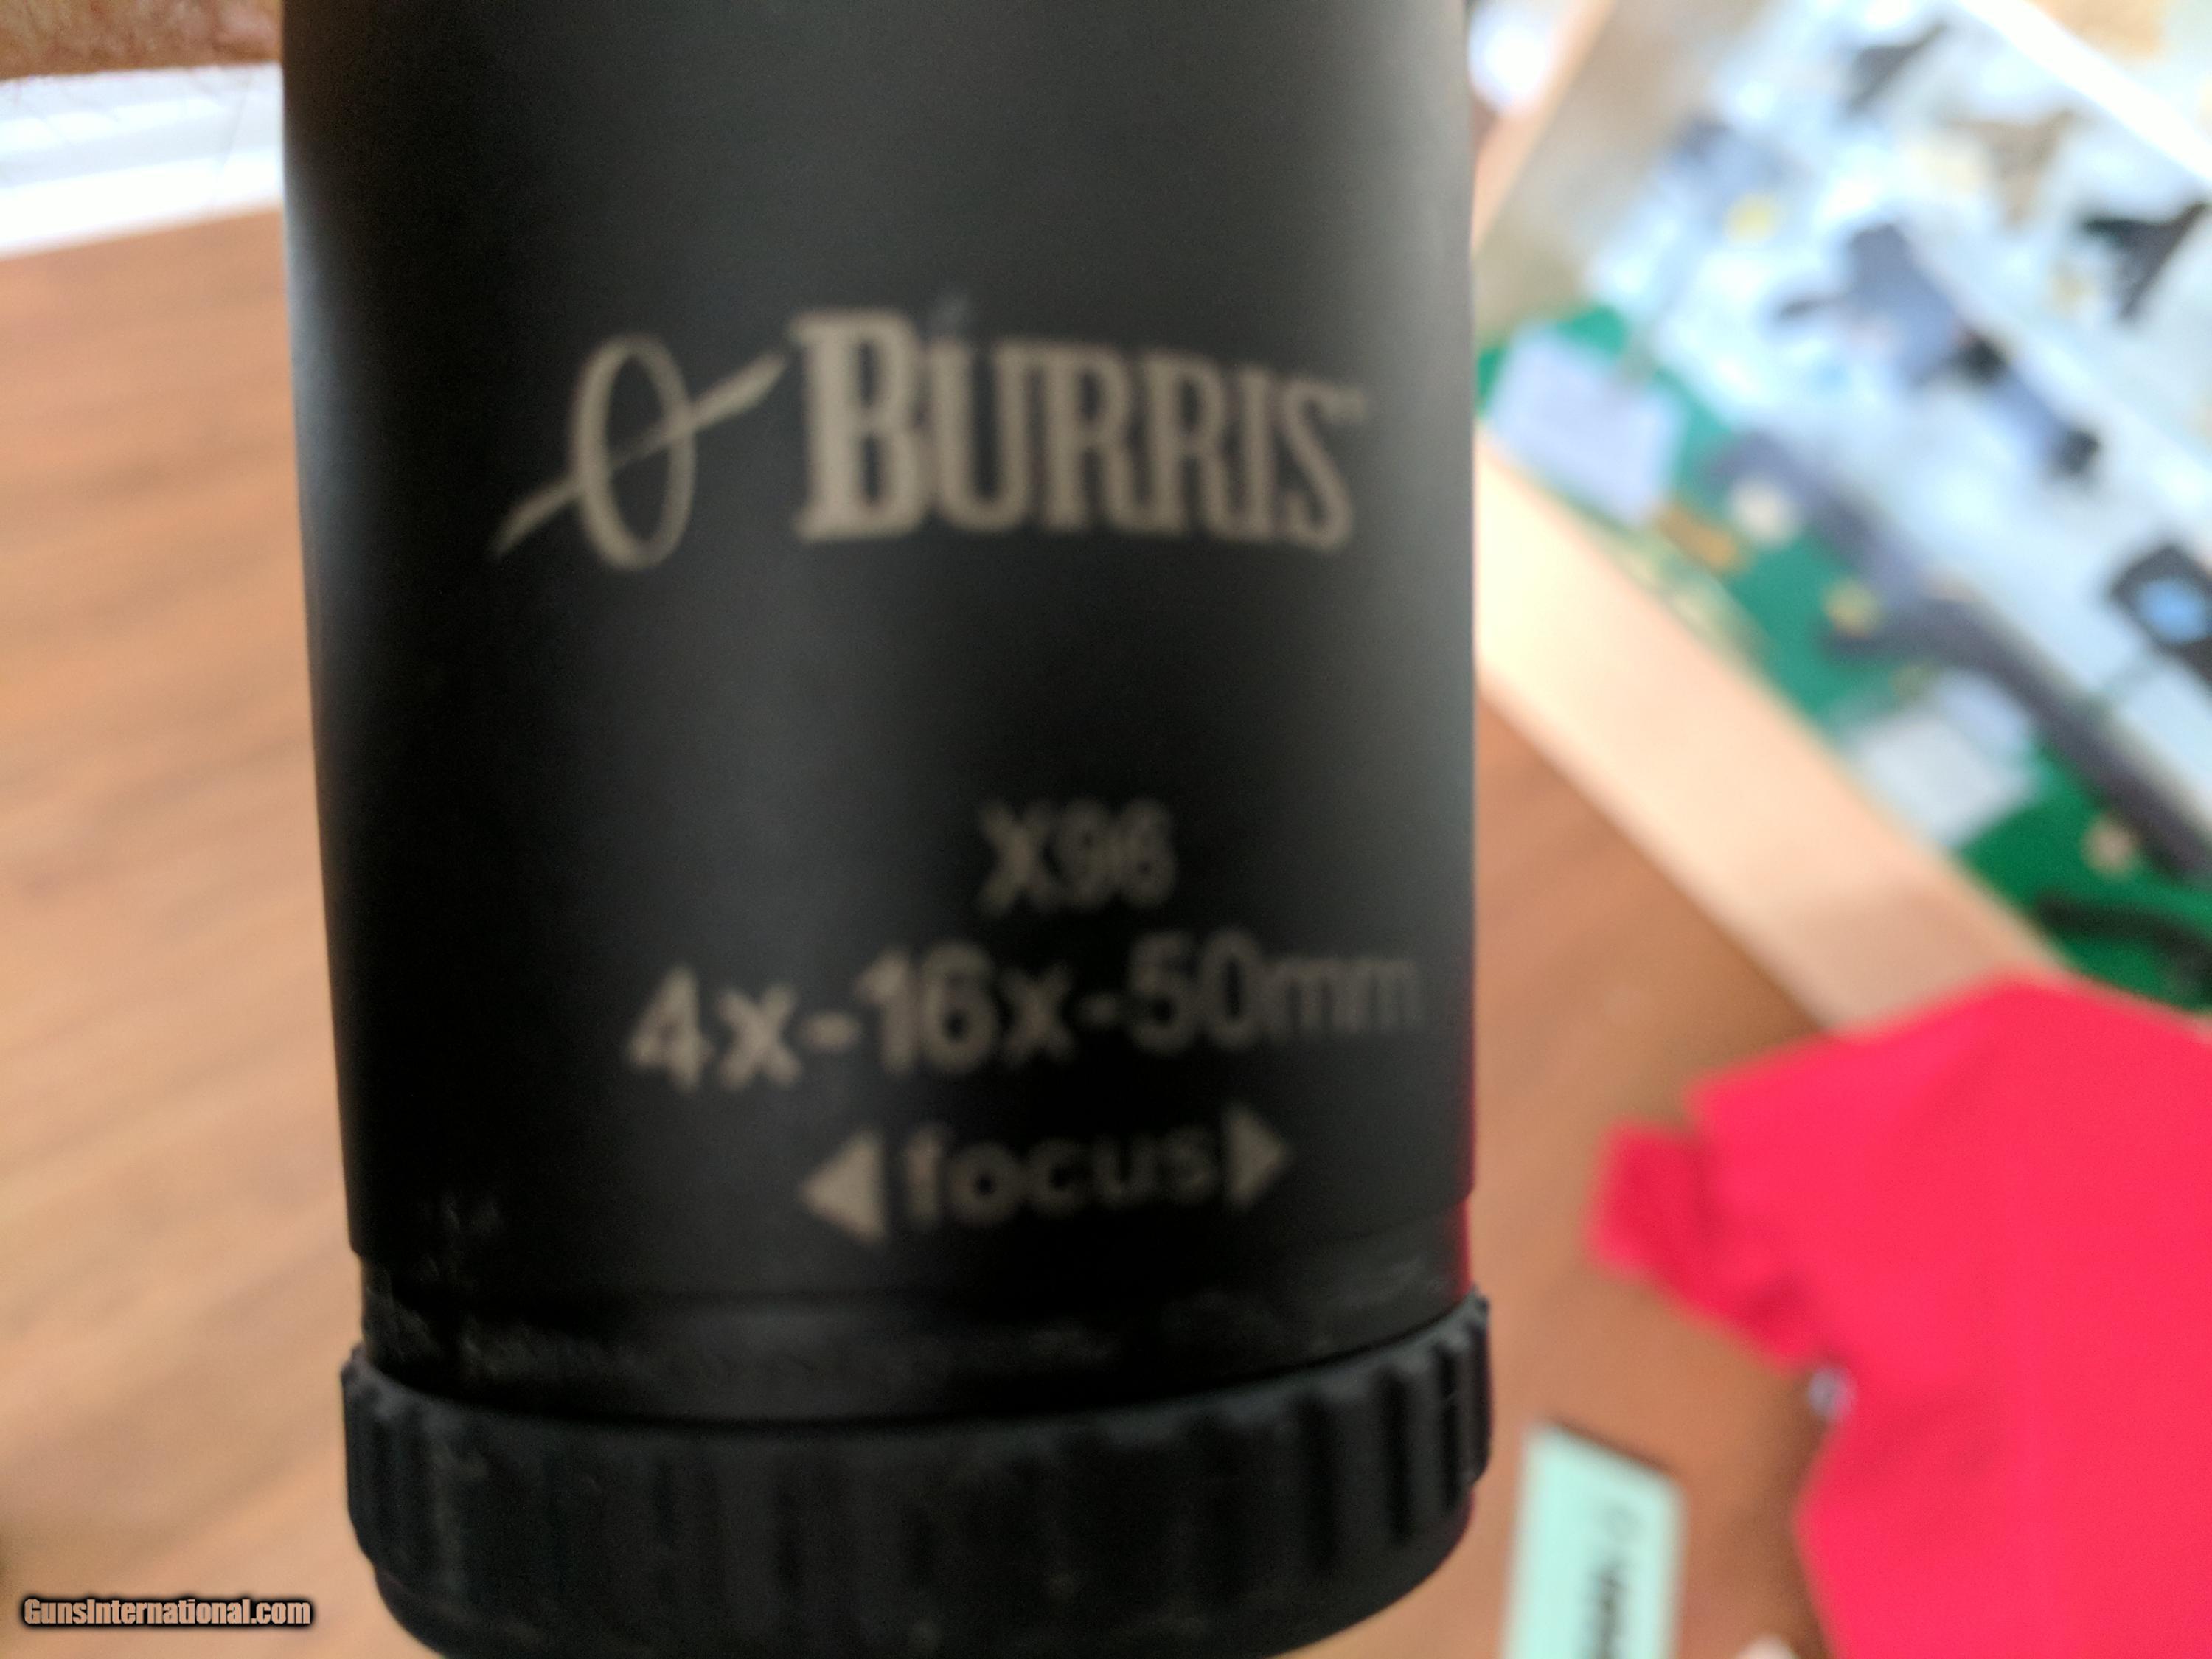 BURRIS
X96
4x-16x-50mm
◀focus▶
GunsInternational.com